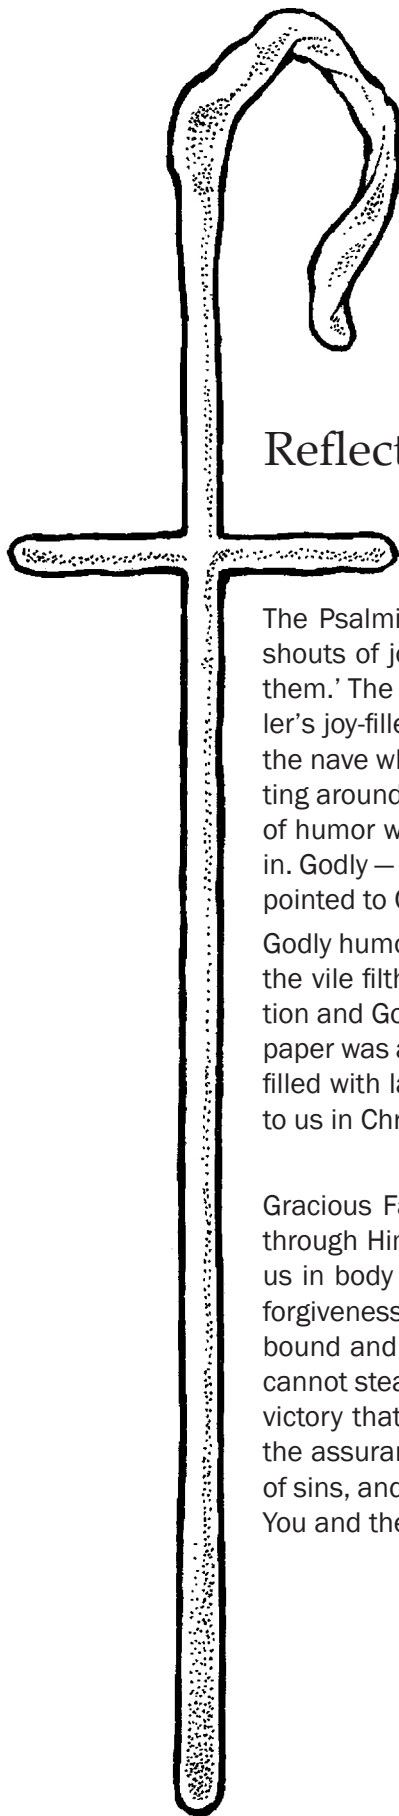 Reflect
The Psalmi
shouts of jo
them.’ The
ler’s joy-fille
the nave wh
ting around
of humor w
in. Godly —
pointed to C
Godly humo
the vile filth
tion and Go
paper was a
filled with la
to us in Chr
Gracious Fa
through Him
us in body
forgiveness
bound and
cannot stea
victory that
the assuran
of sins, and
You and the